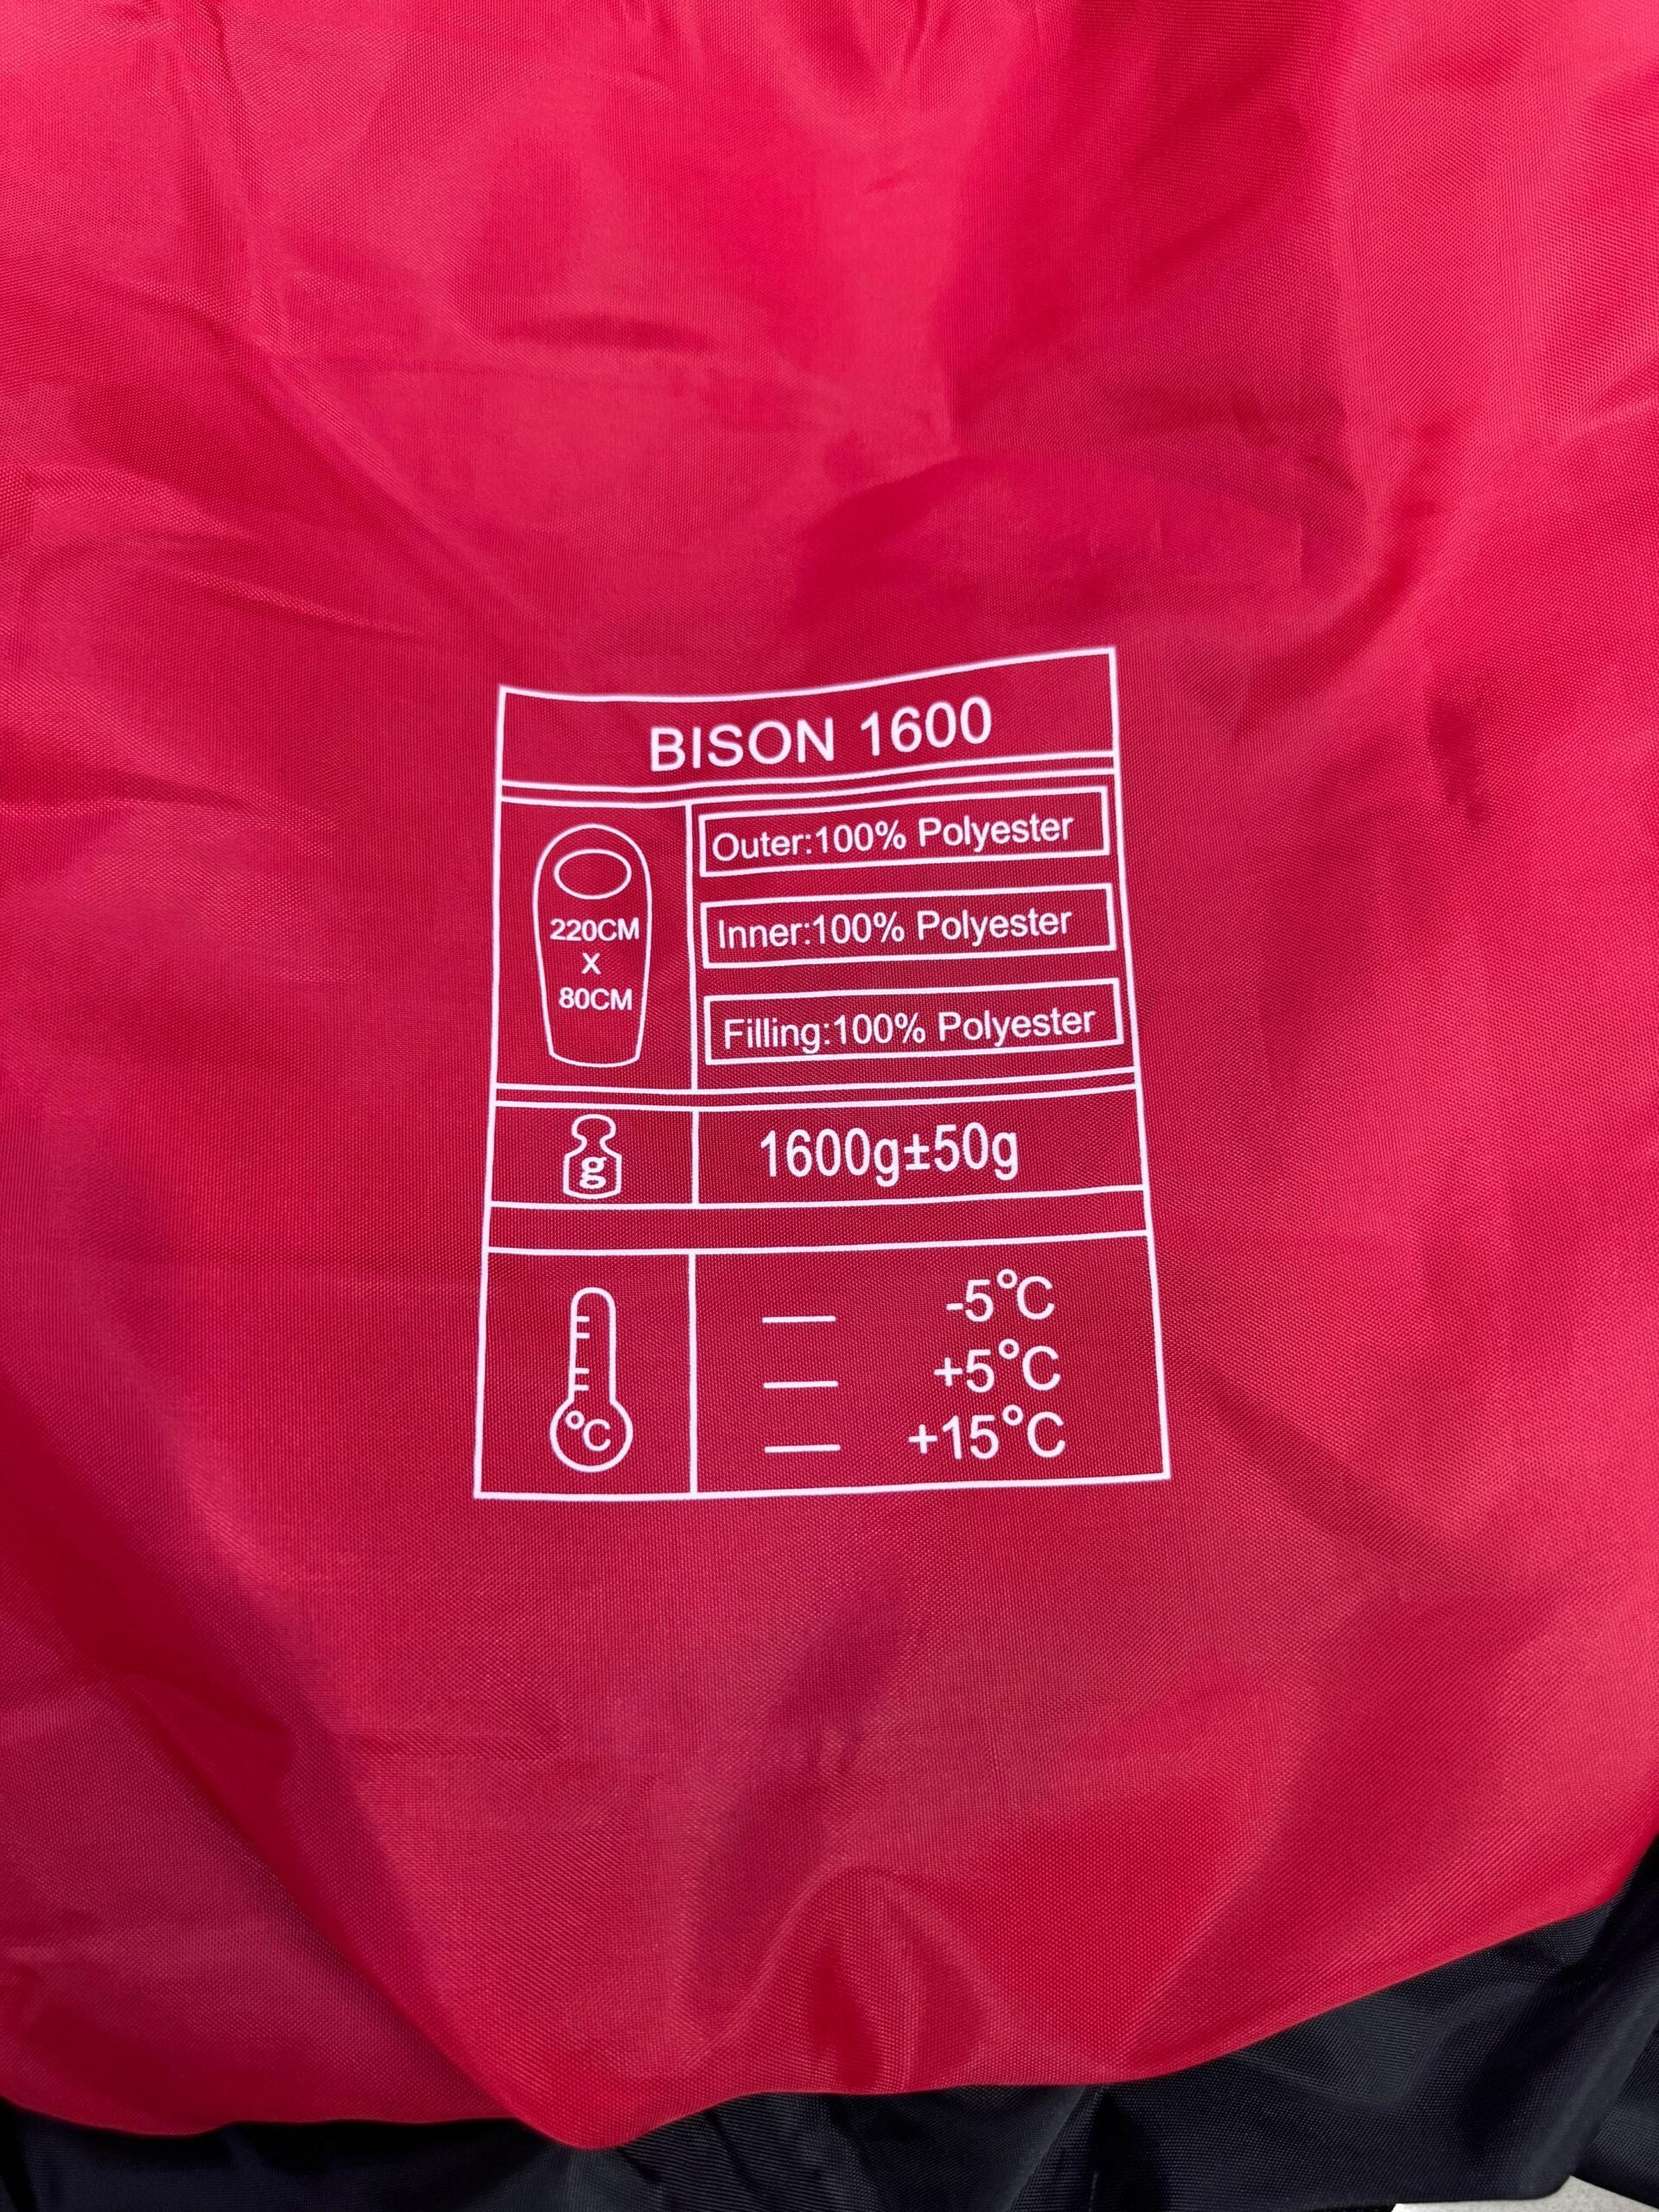 BISON 1600
220CM
X
80CM
Outer:100% Polyester
Inner:100% Polyester
Filling:100% Polyester
g
1600g±50g
°C
— -5°C
— +5°C
— +15°C